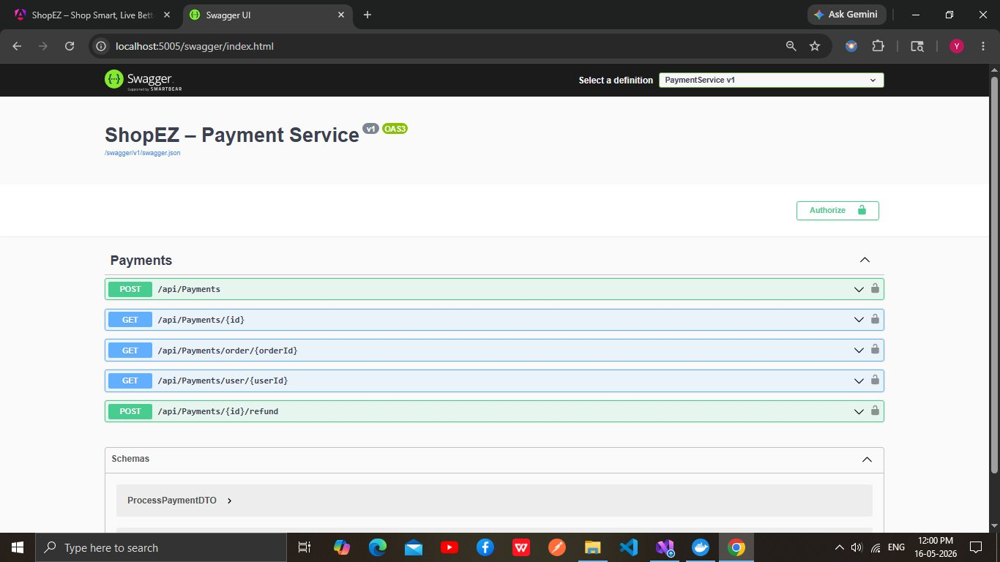 ShopEZ – Shop Smart, Live Bett
Swagger UI
Ask Gemini
localhost:5005/swagger/index.html
Y
Swagger
Supported by SMARTBEAR
Select a definition
PaymentService v1
ShopEZ – Payment Service v1 OAS3
/swagger/v1/swagger.json
Authorize
Payments
POST /api/Payments
GET /api/Payments/{id}
GET /api/Payments/order/{orderId}
GET /api/Payments/user/{userId}
POST /api/Payments/{id}/refund
Schemas
ProcessPaymentDTO
Type here to search
W
ENG
12:00 PM
16-05-2026